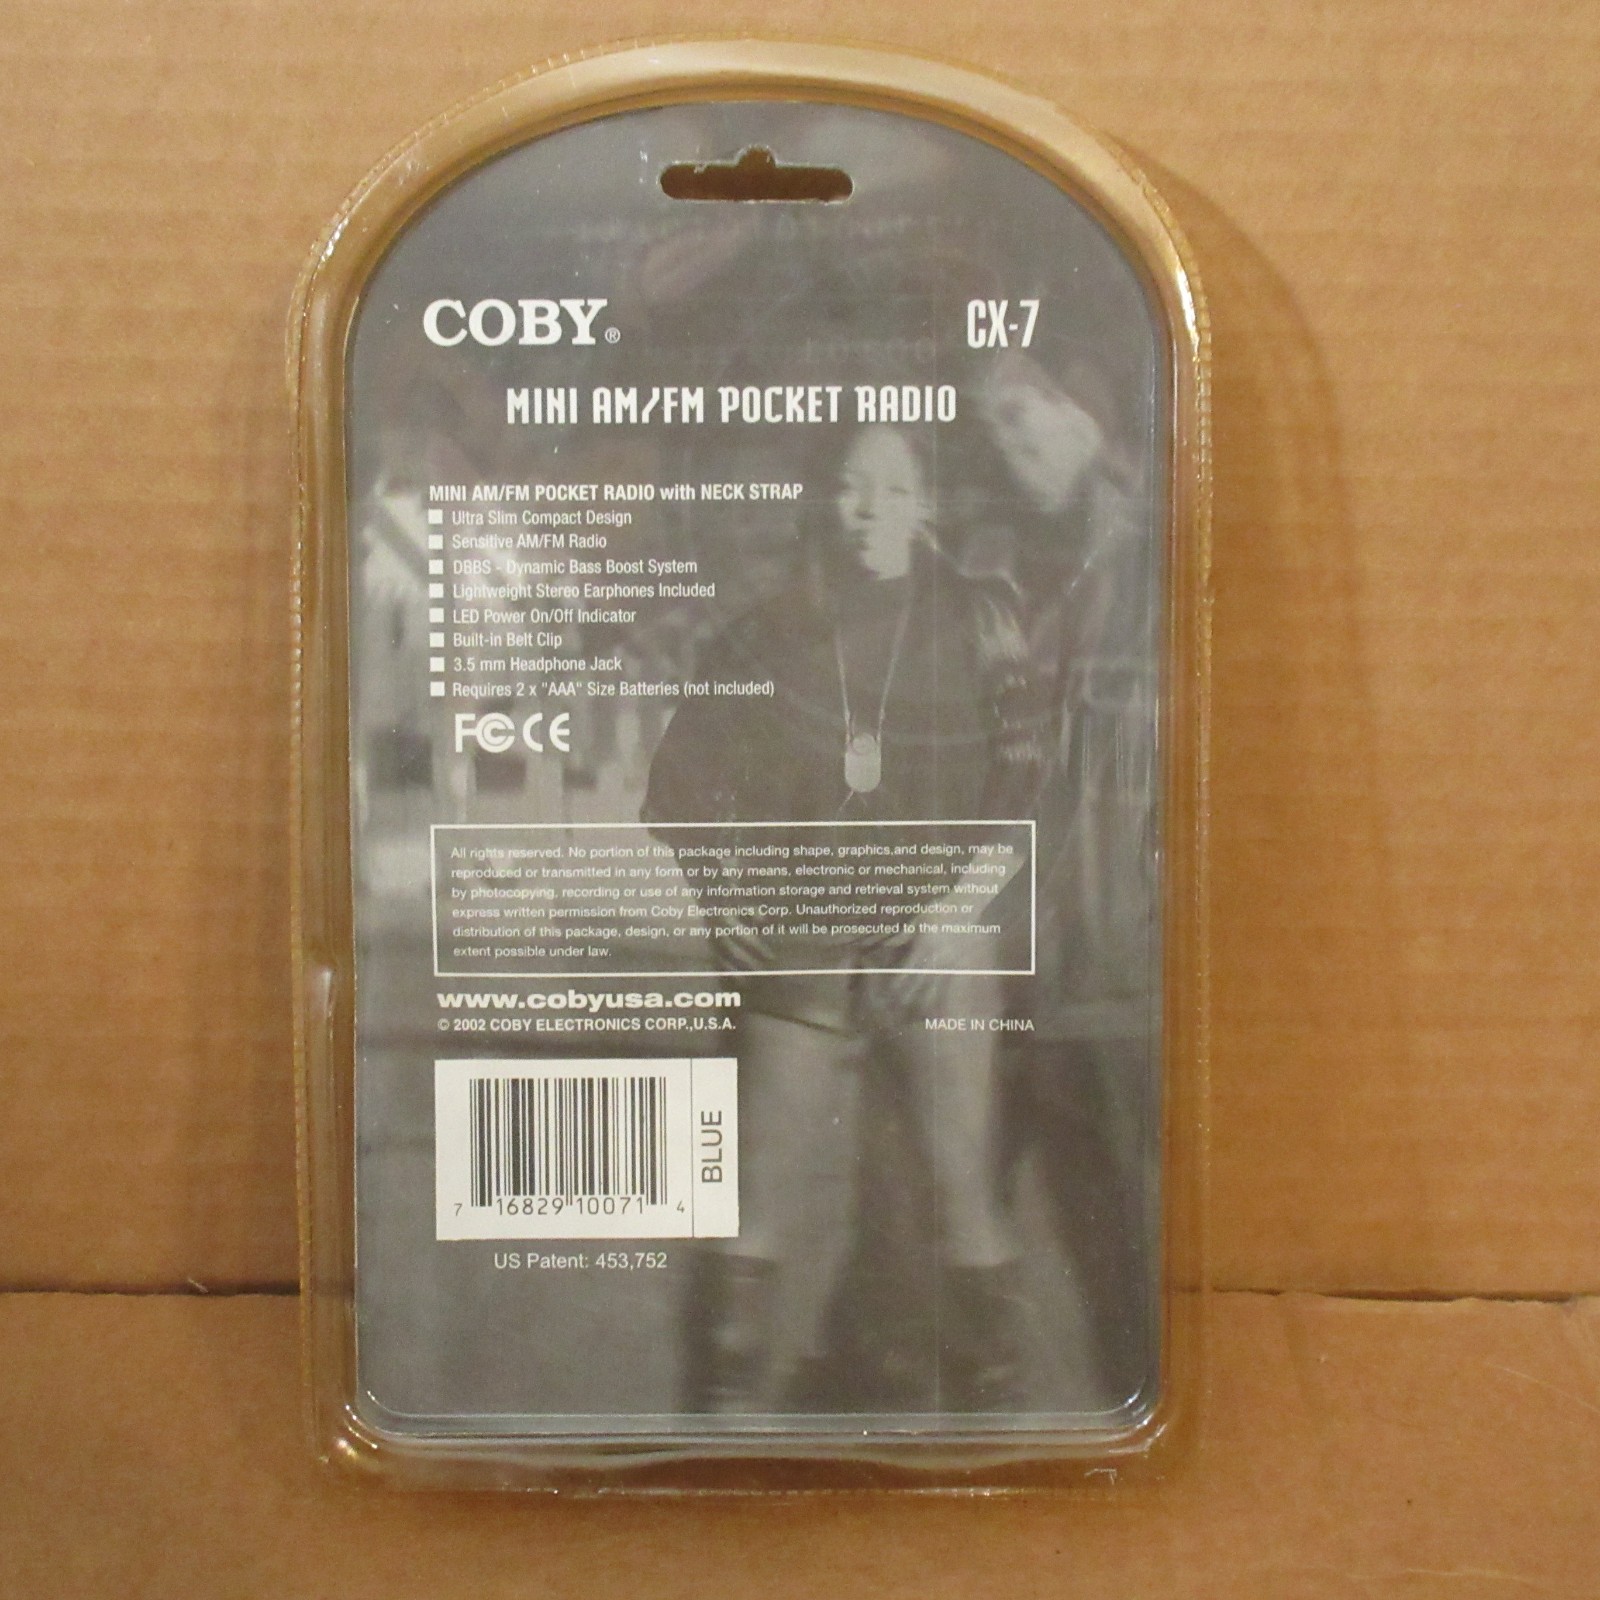 COBY® CX-7
MINI AM/FM POCKET RADIO
MINI AM/FM POCKET RADIO with NECK STRAP
Ultra Slim Compact Design
Sensitive AM/FM Radio
DBBS - Dynamic Bass Boost System
Lightweight Stereo Earphones Included
LED Power On/Off Indicator
Built-in Belt Clip
3.5 mm Headphone Jack
Requires 2 x "AAA" Size Batteries (not included)
FC CE
All rights reserved. No portion of this package including shape, graphics,and design, may be
reproduced or transmitted in any form or by any means, electronic or mechanical, including
by photocopying, recording or use of any information storage and retrieval system without
express written permission from Coby Electronics Corp. Unauthorized reproduction or
distribution of this package, design, or any portion of it will be prosecuted to the maximum
extent possible under law.
www.cobyusa.com
© 2002 COBY ELECTRONICS CORP.,U.S.A. MADE IN CHINA
BLUE
7 16829 10071 4
US Patent: 453,752